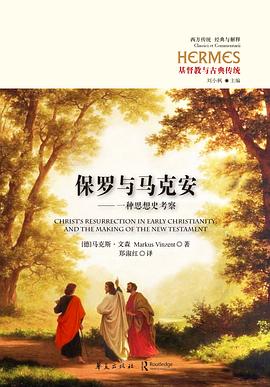 西方传统 经典与解释
Classici et Commentarii
HERMES
基督教与古典传统
刘小枫 ● 主编
保罗与马克安
——一种思想史考察
CHRIST'S RESURRECTION IN EARLY CHRISTIANITY:
AND THE MAKING OF THE NEW TESTAMENT
[德]马克斯·文森 Markus Vinzent | 著
郑淑红 | 译
华夏出版社
Routledge